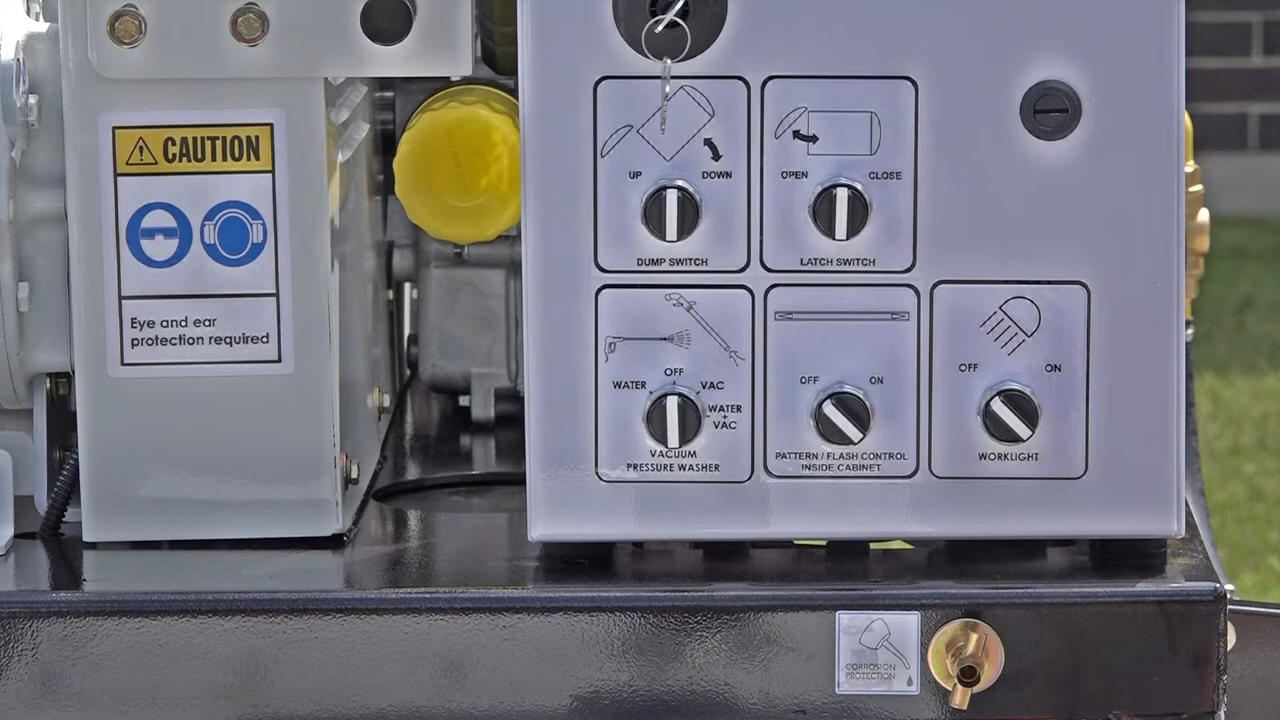 CAUTION
Eye and ear
protection required
UP
DOWN
DUMP SWITCH
OPEN
CLOSE
LATCH SWITCH
OFF
WATER
VAC
WATER
+
VAC
VACUUM
PRESSURE WASHER
OFF
ON
PATTERN / FLASH CONTROL
INSIDE CABINET
OFF
ON
WORKLIGHT
CORROSION
PROTECTION